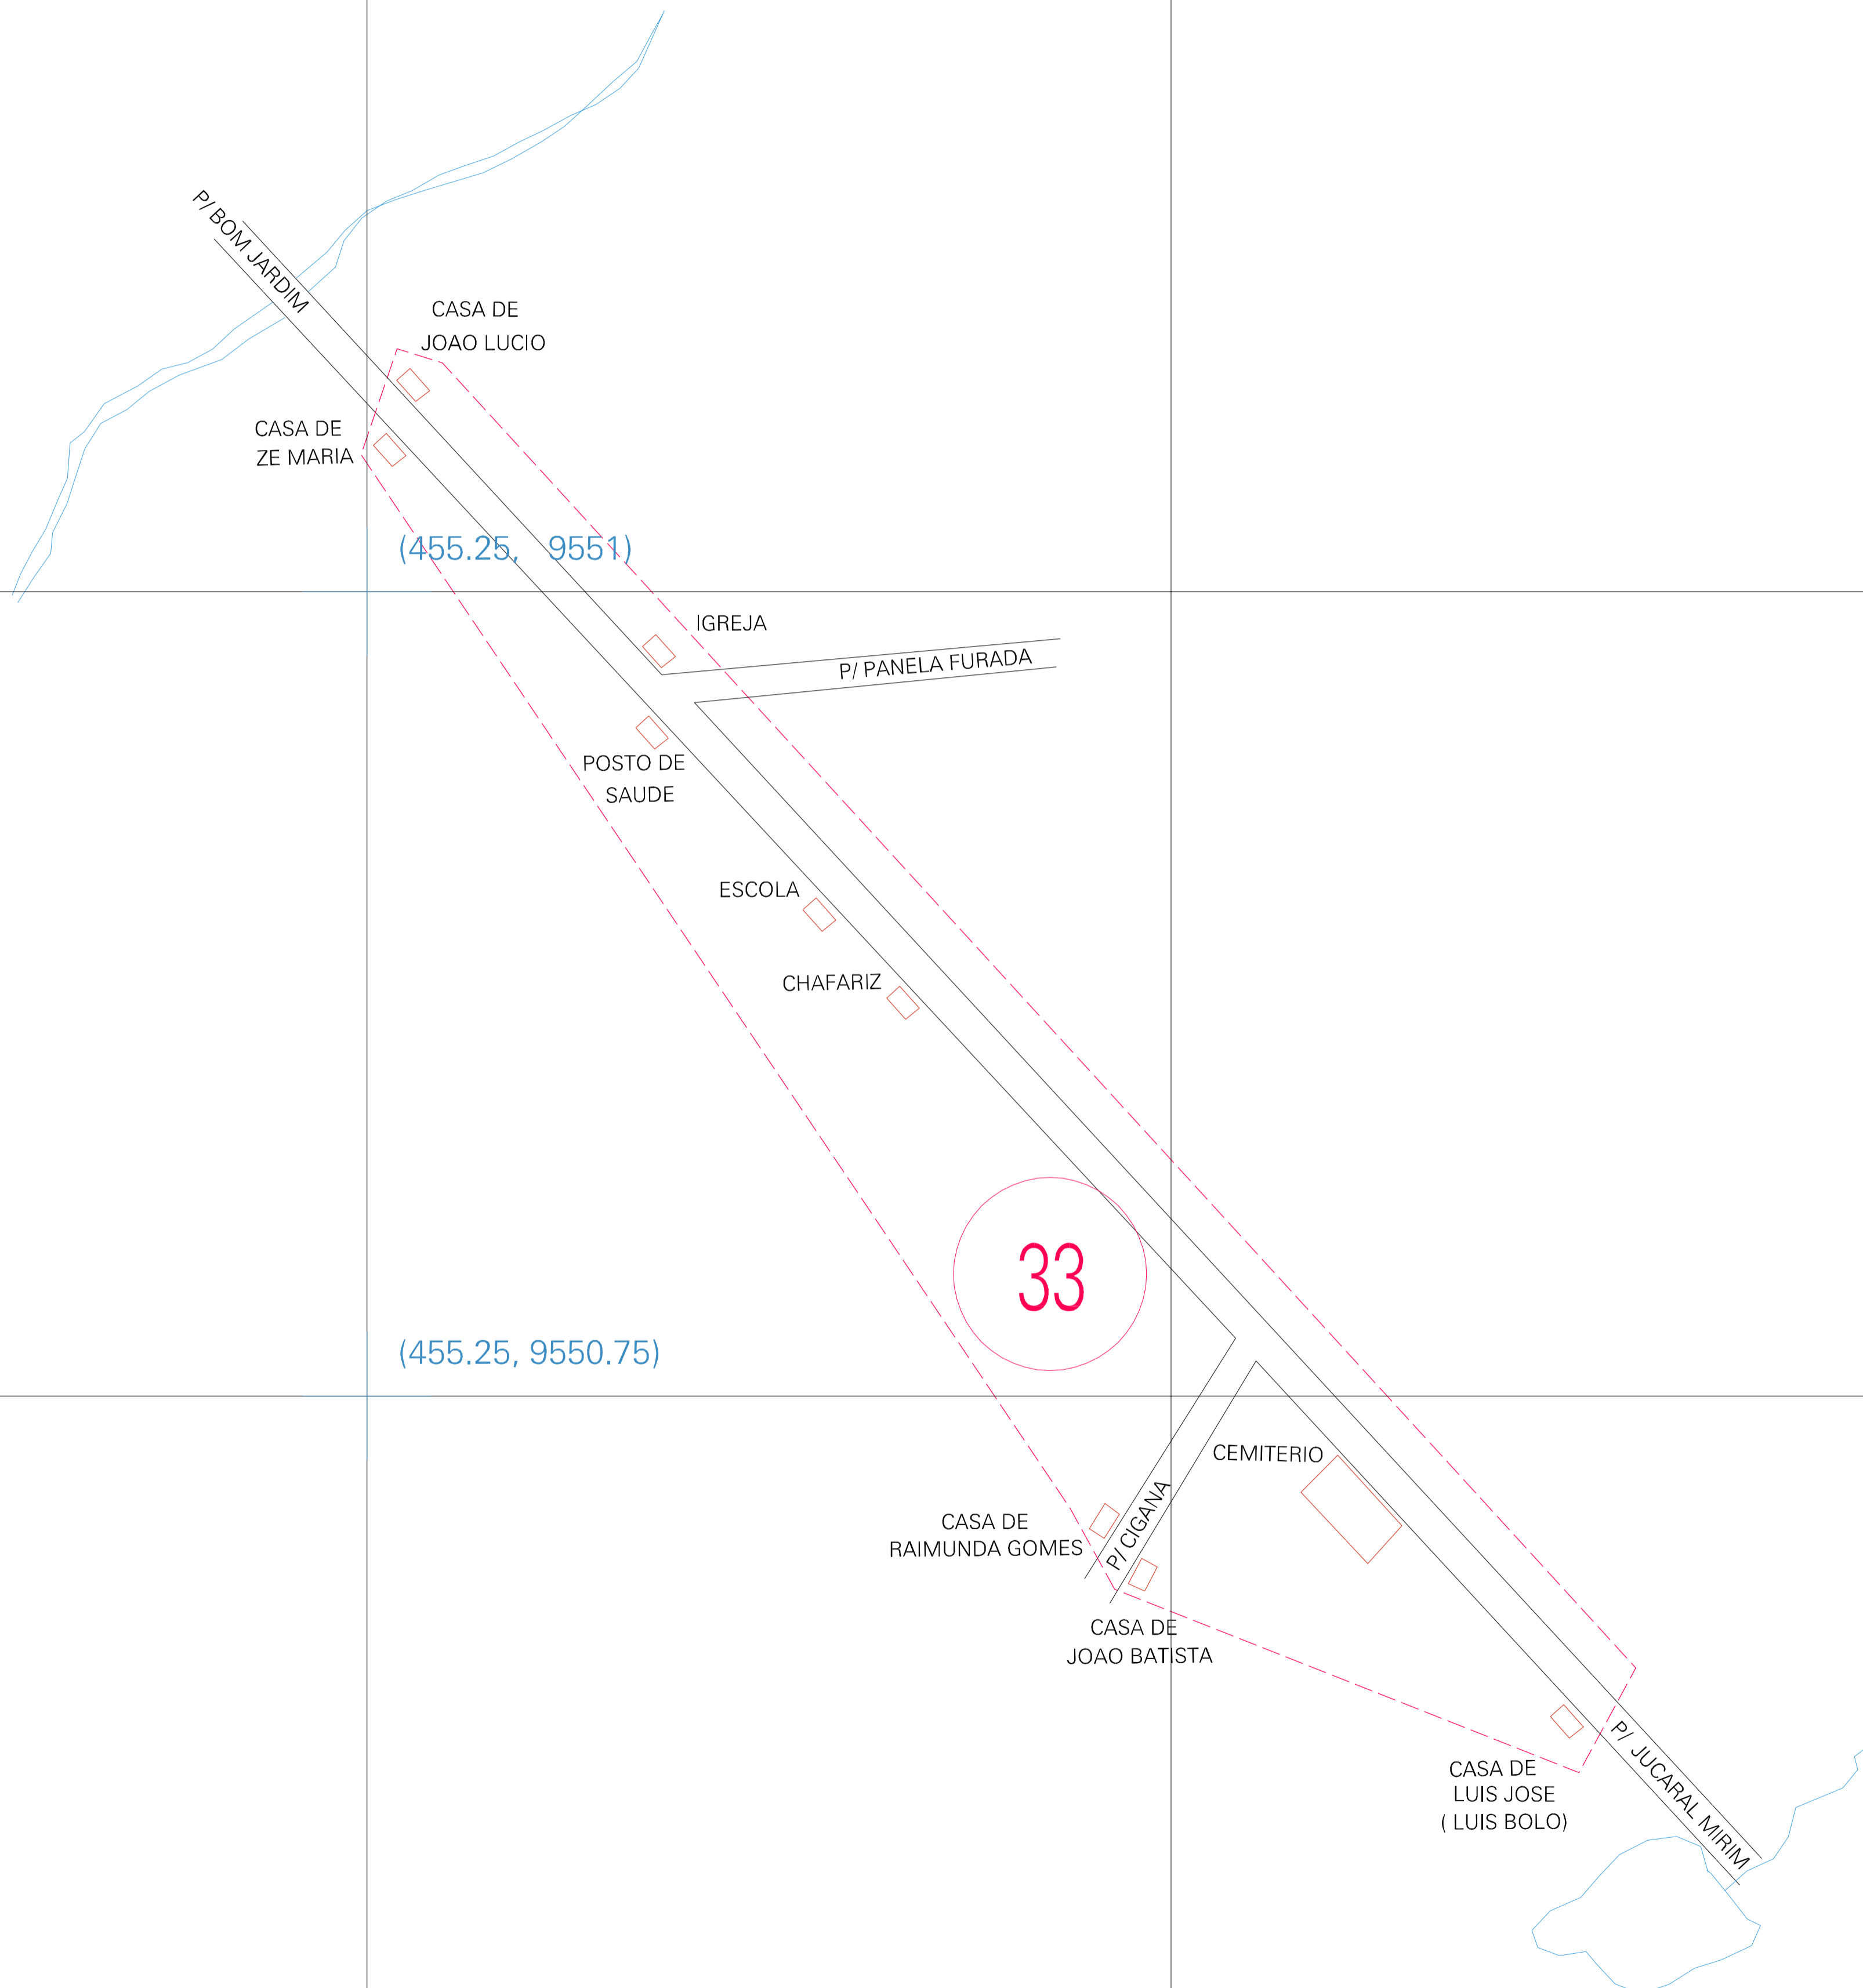 P/ BOM JARDIM
CASA DE
JOAO LUCIO
CASA DE
ZE MARIA
(455.25, 9551)
IGREJA
P/ PANELA FURADA
POSTO DE
SAUDE
ESCOLA
CHAFARIZ
33
(455.25, 9550.75)
CEMITERIO
P/ CIGANA
CASA DE
RAIMUNDA GOMES
CASA DE
JOAO BATISTA
P/ JUCARAL MIRIM
CASA DE
LUIS JOSE
( LUIS BOLO)